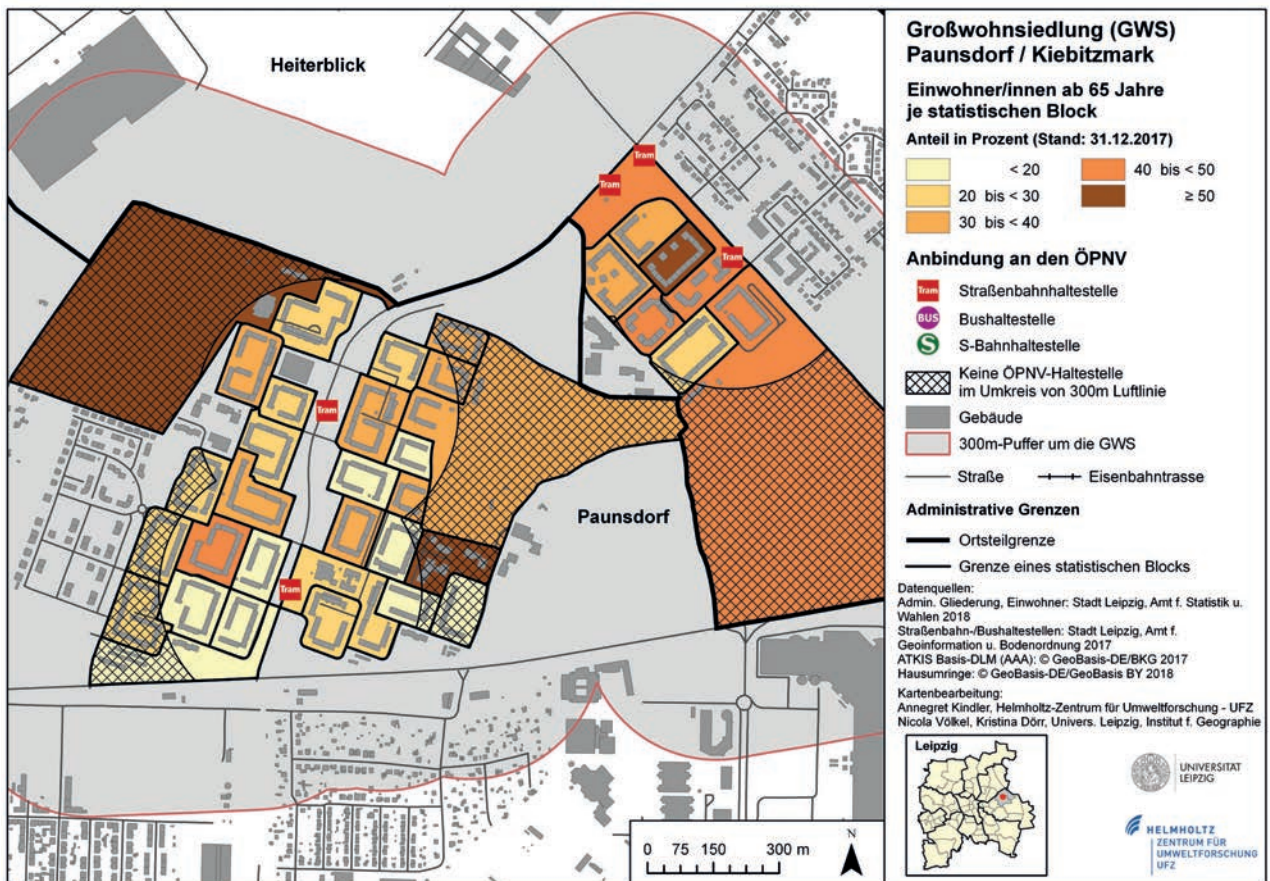 Heiterblick
Tram
Tram
Tram
Tram
Paunsdorf
Tram
0 75 150 300 m
N
Großwohnsiedlung (GWS)
Paunsdorf / Kiebitzmark
Einwohner/innen ab 65 Jahre
je statistischen Block
Anteil in Prozent (Stand: 31.12.2017)
< 20
20 bis < 30
30 bis < 40
40 bis < 50
≥ 50
Anbindung an den ÖPNV
Tram Straßenbahnhaltestelle
BUS Bushaltestelle
S S-Bahnhaltestelle
Keine ÖPNV-Haltestelle
im Umkreis von 300m Luftlinie
Gebäude
300m-Puffer um die GWS
Straße Eisenbahntrasse
Administrative Grenzen
Ortsteilgrenze
Grenze eines statistischen Blocks
Datenquellen:
Admin. Gliederung, Einwohner: Stadt Leipzig, Amt f. Statistik u.
Wahlen 2018
Straßenbahn-/Bushaltestellen: Stadt Leipzig, Amt f.
Geoinformation u. Bodenordnung 2017
ATKIS Basis-DLM (AAA): © GeoBasis-DE/BKG 2017
Hausumringe: © GeoBasis-DE/GeoBasis BY 2018
Kartenbearbeitung:
Annegret Kindler, Helmholtz-Zentrum für Umweltforschung - UFZ
Nicola Völkel, Kristina Dörr, Univers. Leipzig, Institut f. Geographie
Leipzig
UNIVERSITÄT
LEIPZIG
HELMHOLTZ
ZENTRUM FÜR
UMWELTFORSCHUNG
UFZ